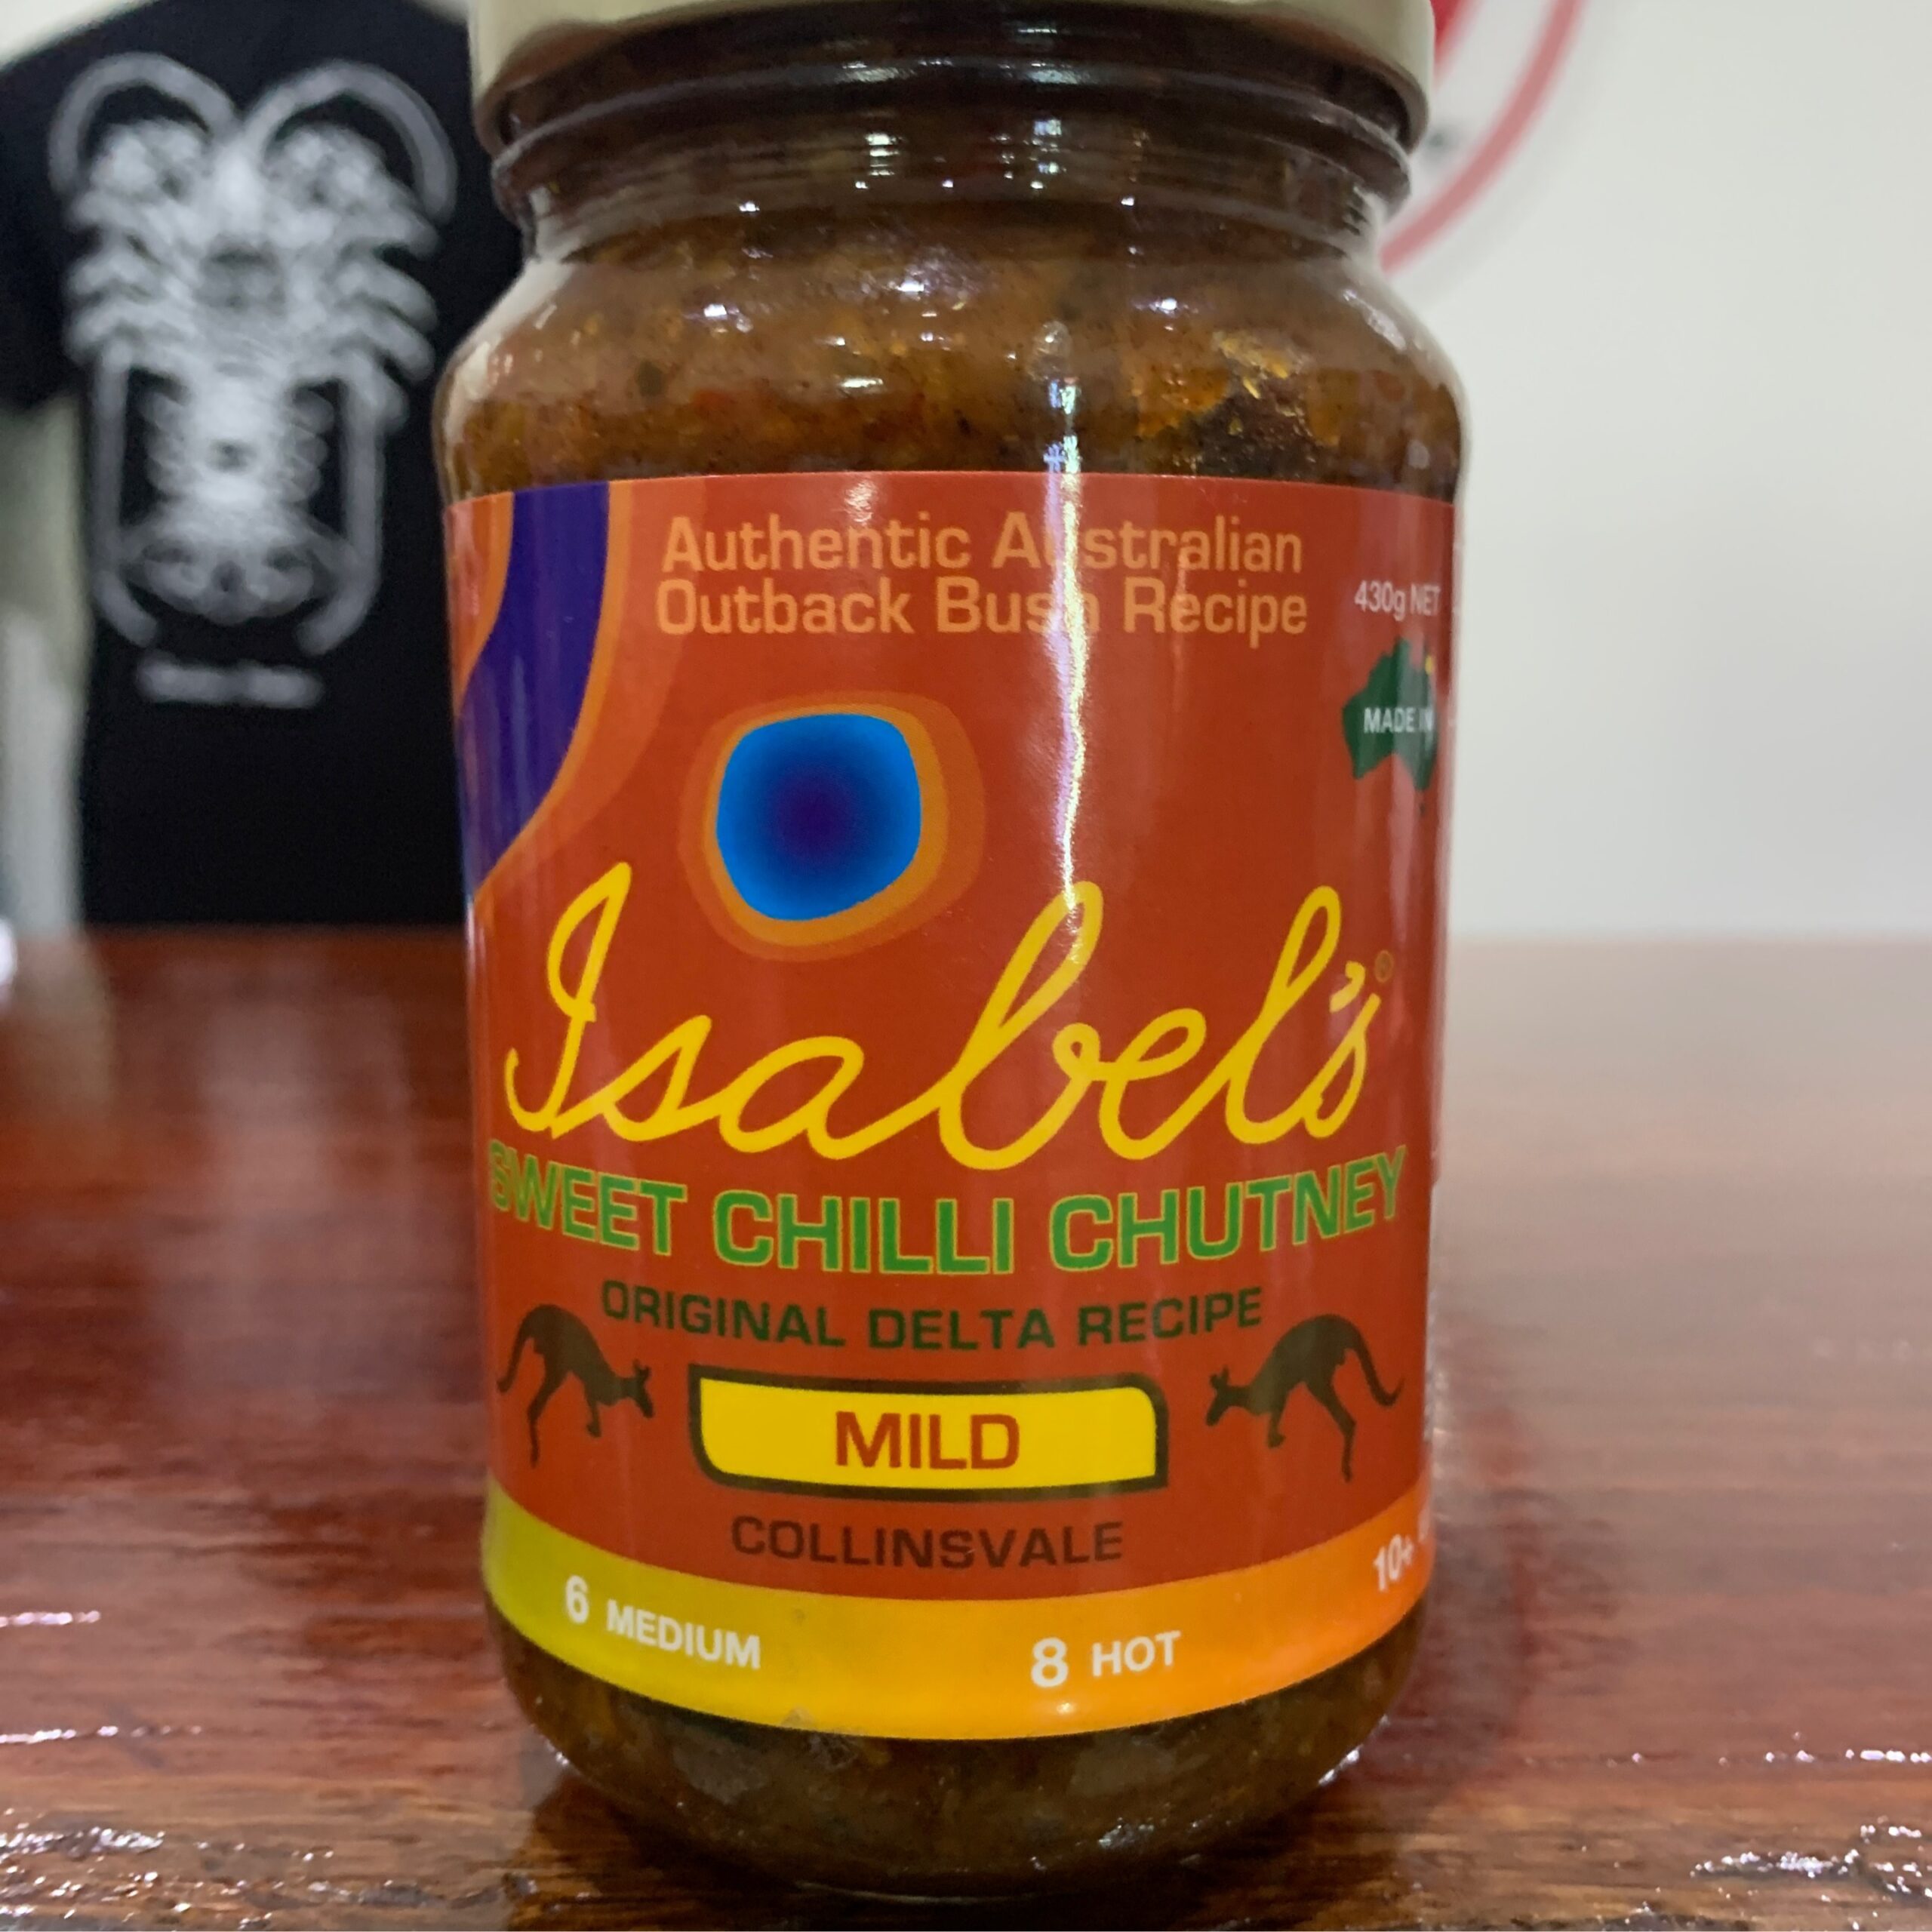 Authentic Australian
Outback Bush Recipe
430g NET
MADE IN
Isabel's®
SWEET CHILLI CHUTNEY
ORIGINAL DELTA RECIPE
MILD
COLLINSVALE
6 MEDIUM
8 HOT
10+